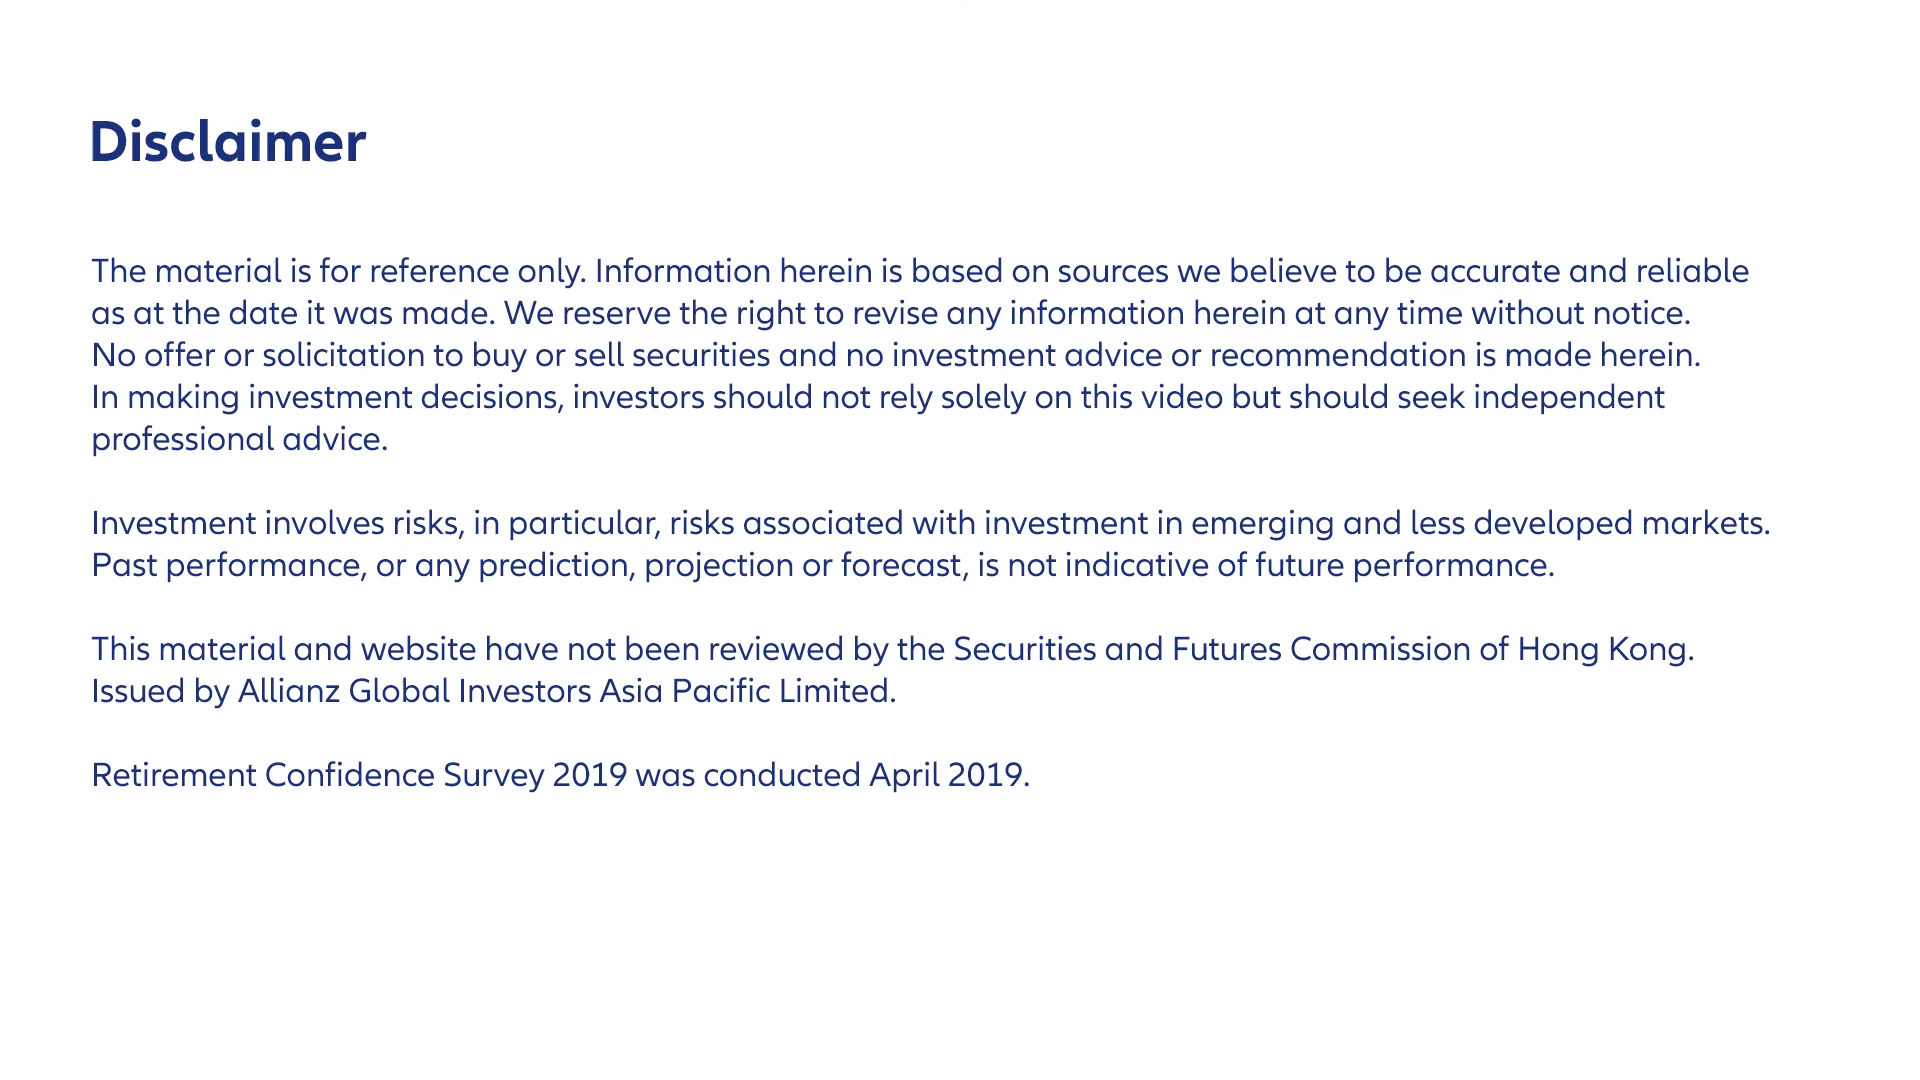 Disclaimer
The material is for reference only. Information herein is based on sources we believe to be accurate and reliable
as at the date it was made. We reserve the right to revise any information herein at any time without notice.
No offer or solicitation to buy or sell securities and no investment advice or recommendation is made herein.
In making investment decisions, investors should not rely solely on this video but should seek independent
professional advice.
Investment involves risks, in particular, risks associated with investment in emerging and less developed markets.
Past performance, or any prediction, projection or forecast, is not indicative of future performance.
This material and website have not been reviewed by the Securities and Futures Commission of Hong Kong.
Issued by Allianz Global Investors Asia Pacific Limited.
Retirement Confidence Survey 2019 was conducted April 2019.